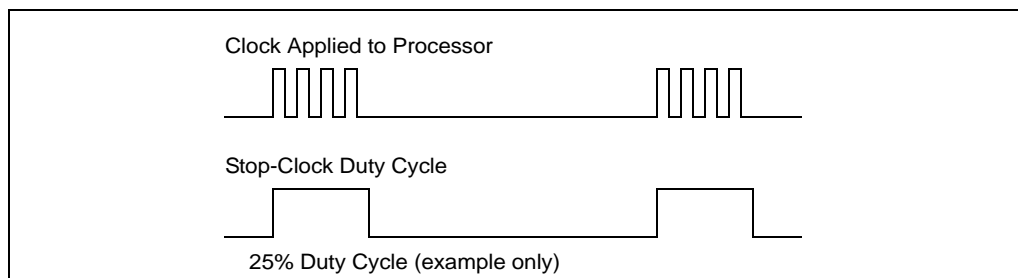 Clock Applied to Processor
Stop-Clock Duty Cycle
25% Duty Cycle (example only)